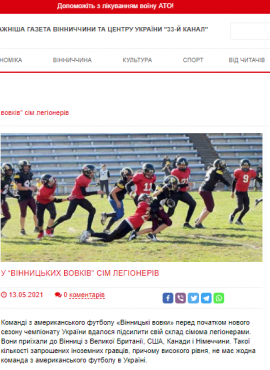 Допоможіть з лікуванням воїну АТО!
АЖНІША ГАЗЕТА ВІННИЧЧИНИ ТА ЦЕНТРУ УКРАЇНИ "33-Й КАНАЛ"
НОМІКА ВІННИЧЧИНА КУЛЬТУРА СПОРТ ВІД ЧИТАЧІВ
ВОВКІВ" СІМ ЛЕГІОНЕРІВ
У "ВІННИЦЬКИХ ВОВКІВ" СІМ ЛЕГІОНЕРІВ
13.05.2021 0 коментарів
Команді з американського футболу «Вінницькі вовки» перед початком нового
сезону чемпіонату України вдалося підсилити свій склад сімома легіонерами.
Вони приїхали до Вінниці з Великої Британії, США, Канади і Німеччини. Такої
кількості запрошених іноземних гравців, причому високого рівня, не має жодна
команда з американського футболу в Україні.